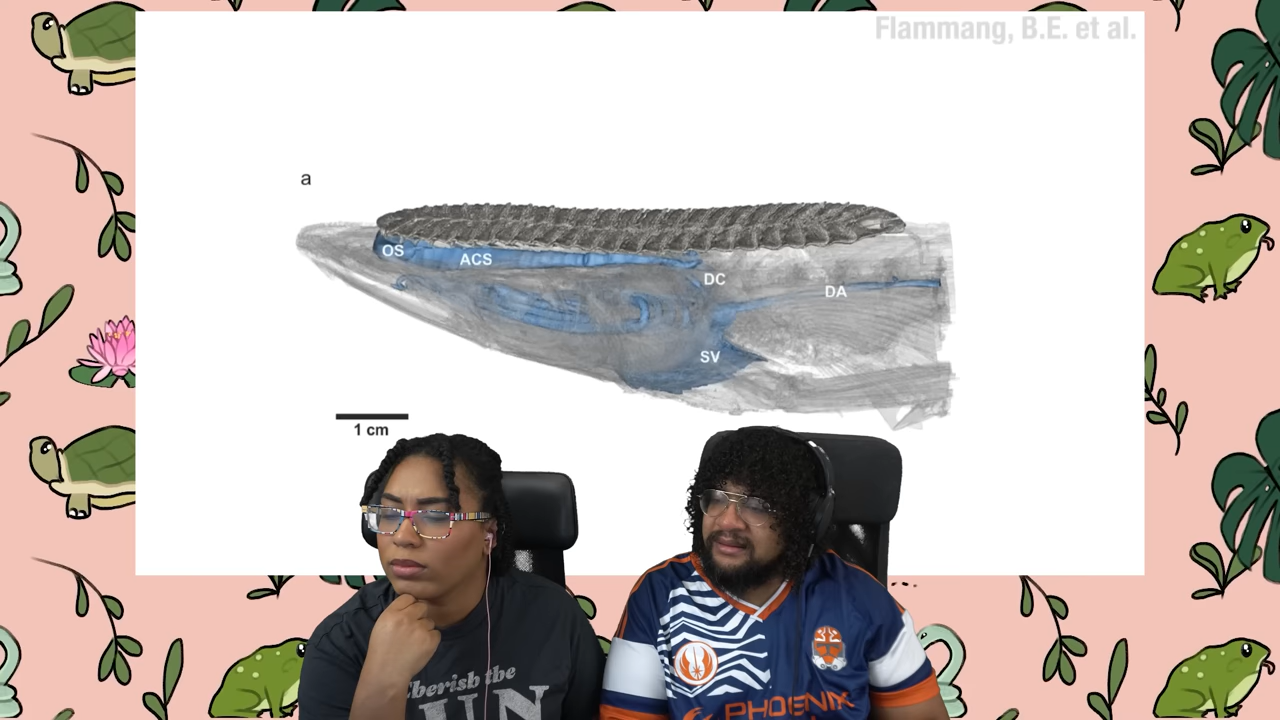 Flammang, B.E. et al.
a
OS
ACS
DC
DA
SV
1 cm
Cherish the
UN
PHOENIX